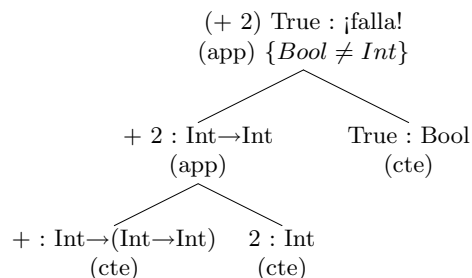 (+ 2) True : ¡falla!
(app) {Bool ≠ Int}
+ 2 : Int→Int
(app)
True : Bool
(cte)
+ : Int→(Int→Int)
(cte)
2 : Int
(cte)